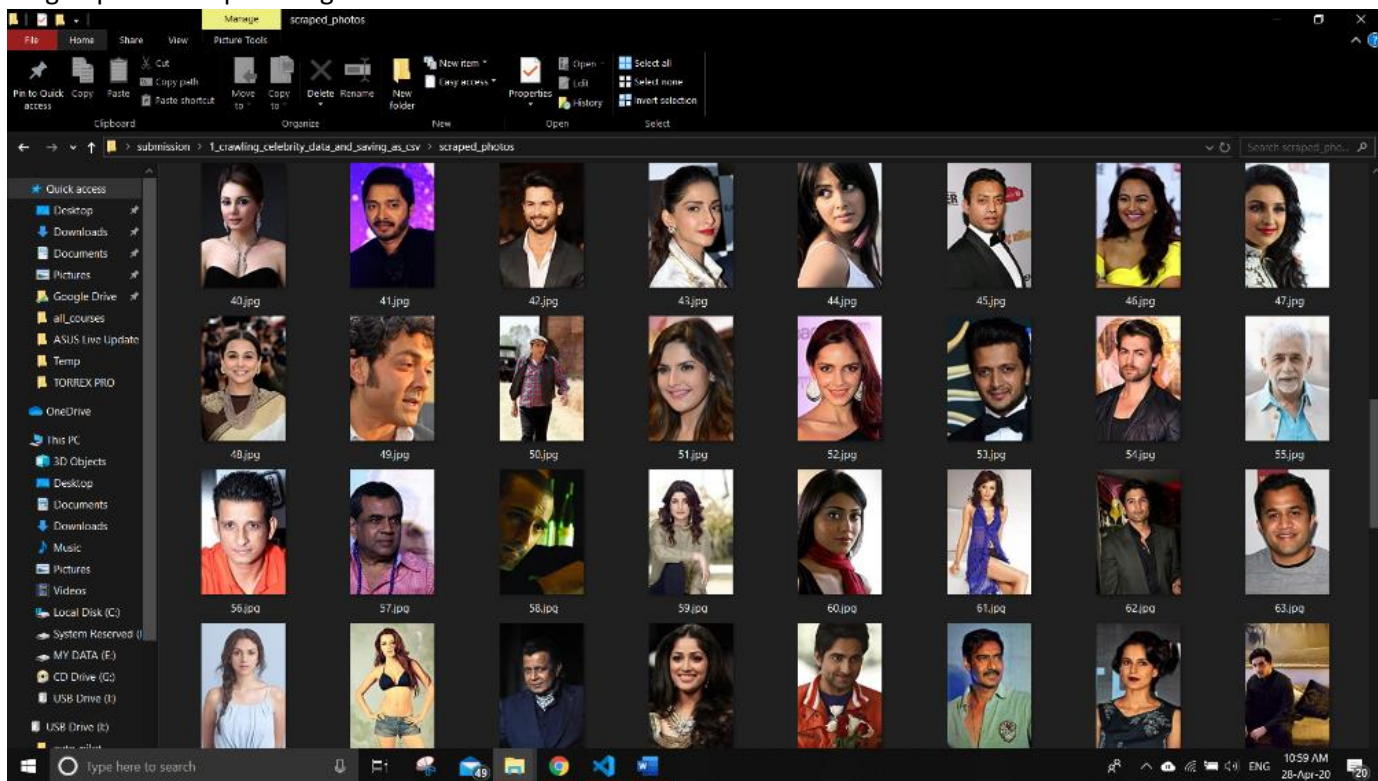 Manage scraped_photos
File Home Share View Picture Tools
Pin to Quick access
Copy
Paste
Cut
Copy path
Paste shortcut
Move to
Copy to
Delete
Rename
New folder
New item
Easy access
Properties
Open
Edit
History
Select all
Select none
Invert selection
Clipboard Organize New Open Select
submission > 1_crawling_celebrity_data_and_saving_as_csv > scraped_photos
Search scraped_pho...
Quick access
Desktop
Downloads
Documents
Pictures
Google Drive
all_courses
ASUS Live Update
Temp
TORREX PRO
OneDrive
This PC
3D Objects
Desktop
Documents
Downloads
Music
Pictures
Videos
Local Disk (C:)
System Reserved (
MY DATA (E:)
CD Drive (G:)
USB Drive (I:)
USB Drive (I:)
40.jpg 41.jpg 42.jpg 43.jpg 44.jpg 45.jpg 46.jpg 47.jpg
48.jpg 49.jpg 50.jpg 51.jpg 52.jpg 53.jpg 54.jpg 55.jpg
56.jpg 57.jpg 58.jpg 59.jpg 60.jpg 61.jpg 62.jpg 63.jpg
Type here to search
49
ENG
10:59 AM
28-Apr-20
20